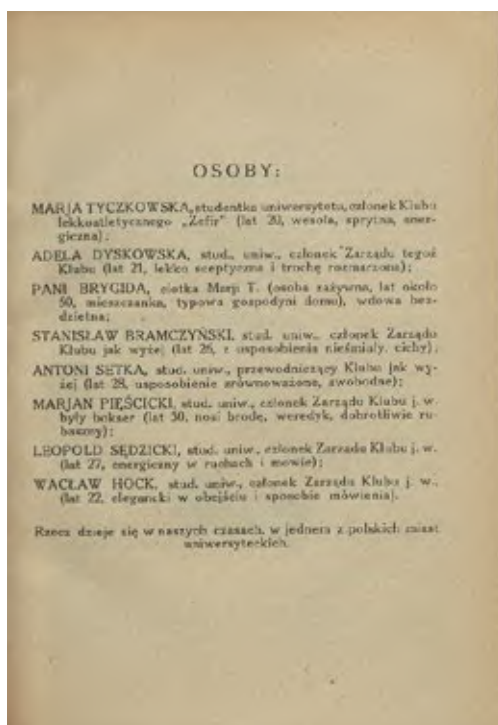 OSOBY:
MARJA TYCZKOWSKA, studentka uniwersytetu, członek Klubu
lekkoatletycznego „Zefir" (lat 20, wesoła, sprytna, ener-
giczna);
ADELA DYSKOWSKA, stud., uniw., członek Zarządu tegoż
Klubu (lat 21, lekko sceptyczna i trochę rozmarzona);
PANI BRYGIDA, ciotka Marji T. (osoba zażywna, lat około
50, mieszczanka, typowa gospodyni domu), wdowa bez-
dzietna;
STANISŁAW BRAMCZYŃSKI, stud. uniw., członek Zarządu
Klubu jak wyżej (lat 26, z usposobienia nieśmiały, cichy);
ANTONI SETKA, stud. uniw., przewodniczący Klubu jak wy-
żej (lat 28, usposobienie zrównoważone, swobodne);
MARJAN PIĘŚCICKI, stud. uniw., członek Zarządu Klubu j. w.
były bokser (lat 30, nosi brodę, weredyk, dobrotliwie ru-
baszny);
LEOPOLD SĘDZICKI, stud. uniw., członek Zarządu Klubu j. w.
(lat 27, energiczny w ruchach i mowie);
WACŁAW HOCK, stud. uniw., członek Zarządu Klubu j. w.,
(lat 22, elegancki w obejściu i sposobie mówienia).
Rzecz dzieje się w naszych czasach, w jednem z polskich miast
uniwersyteckich.